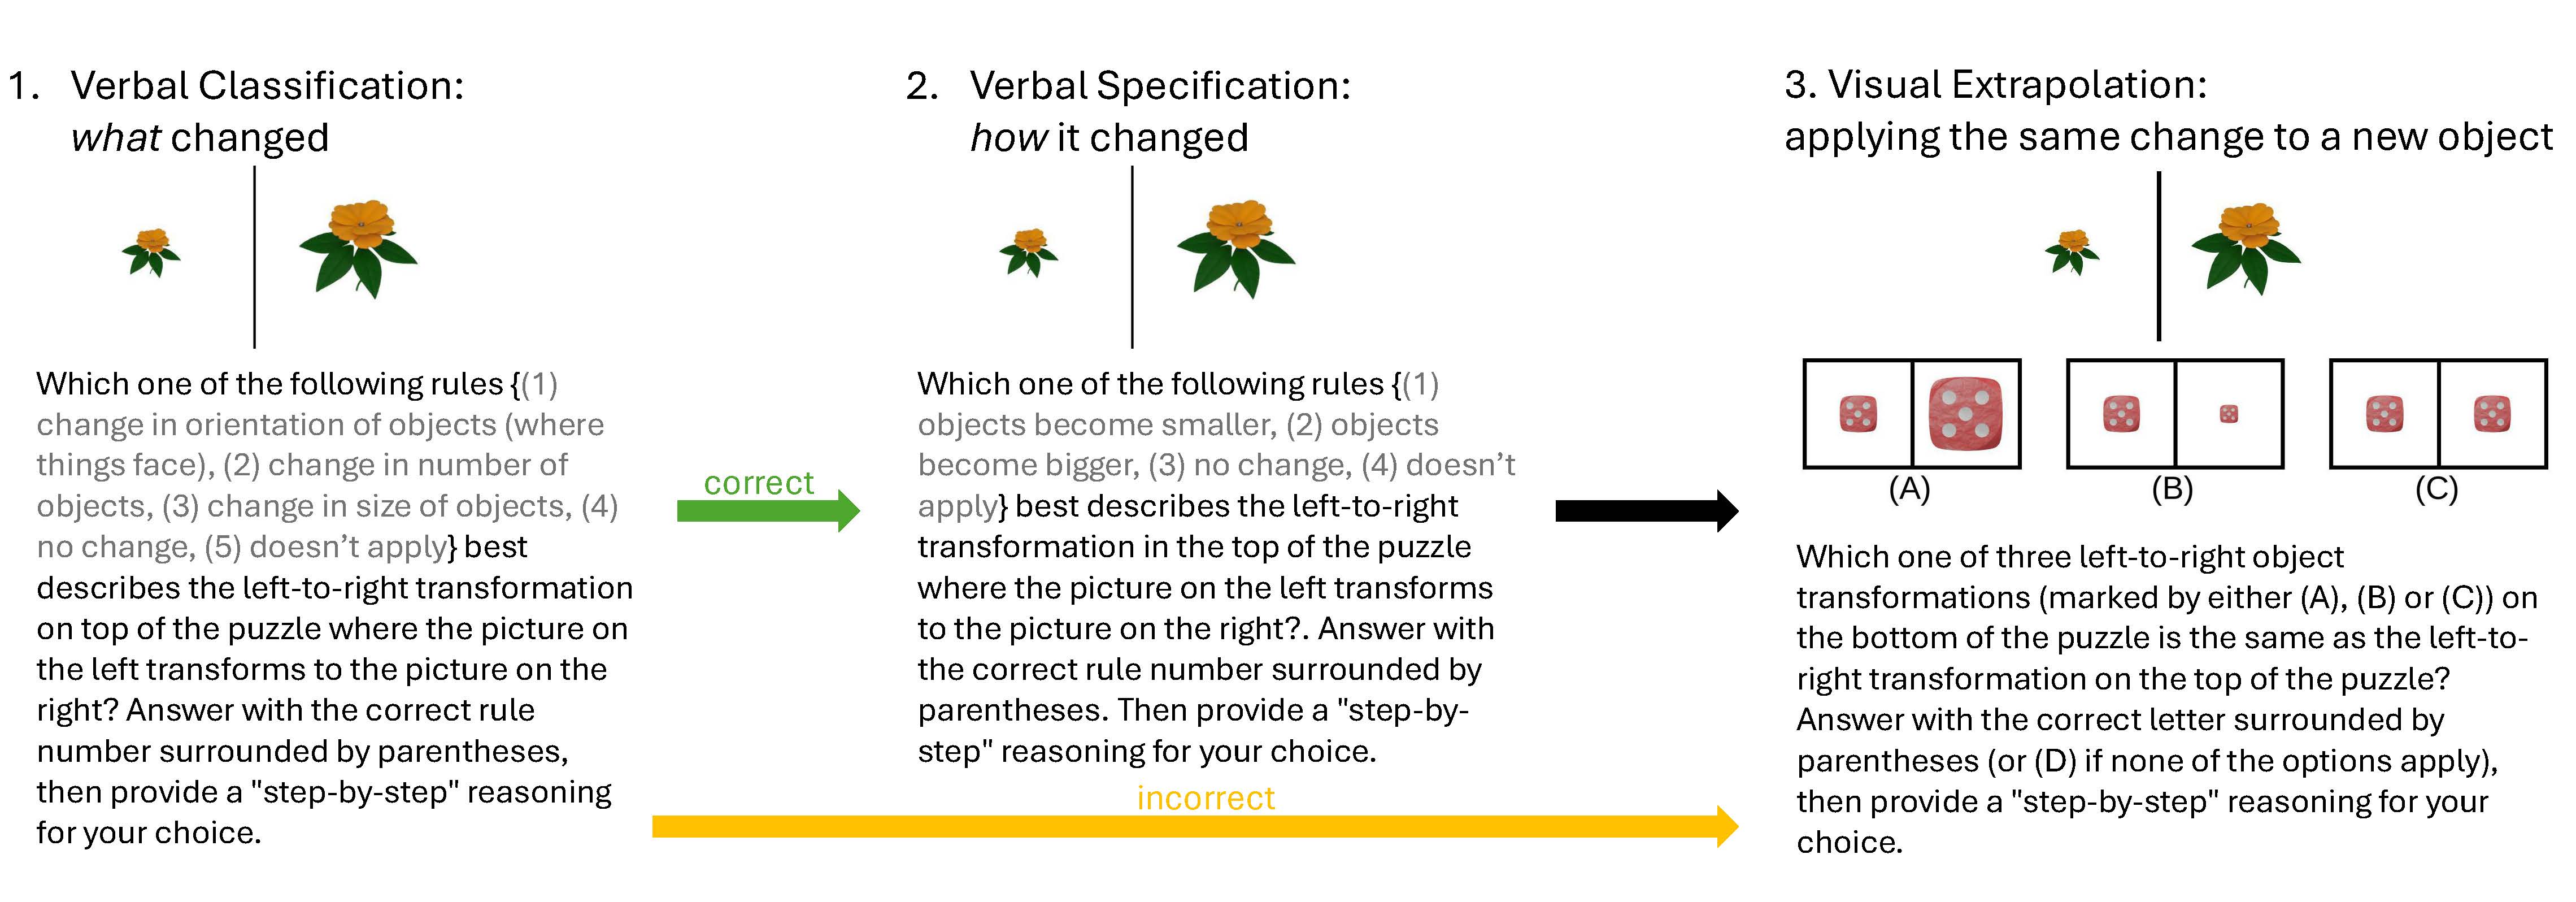 1. Verbal Classification:
what changed
Which one of the following rules {(1)
change in orientation of objects (where
things face), (2) change in number of
objects, (3) change in size of objects, (4)
no change, (5) doesn’t apply} best
describes the left-to-right transformation
on top of the puzzle where the picture on
the left transforms to the picture on the
right? Answer with the correct rule
number surrounded by parentheses,
then provide a "step-by-step" reasoning
for your choice.
correct
2. Verbal Specification:
how it changed
Which one of the following rules {(1)
objects become smaller, (2) objects
become bigger, (3) no change, (4) doesn’t
apply} best describes the left-to-right
transformation in the top of the puzzle
where the picture on the left transforms
to the picture on the right?. Answer with
the correct rule number surrounded by
parentheses. Then provide a "step-by-
step" reasoning for your choice.
incorrect
3. Visual Extrapolation:
applying the same change to a new object
(A) (B) (C)
Which one of three left-to-right object
transformations (marked by either (A), (B) or (C)) on
the bottom of the puzzle is the same as the left-to-
right transformation on the top of the puzzle?
Answer with the correct letter surrounded by
parentheses (or (D) if none of the options apply),
then provide a "step-by-step" reasoning for your
choice.